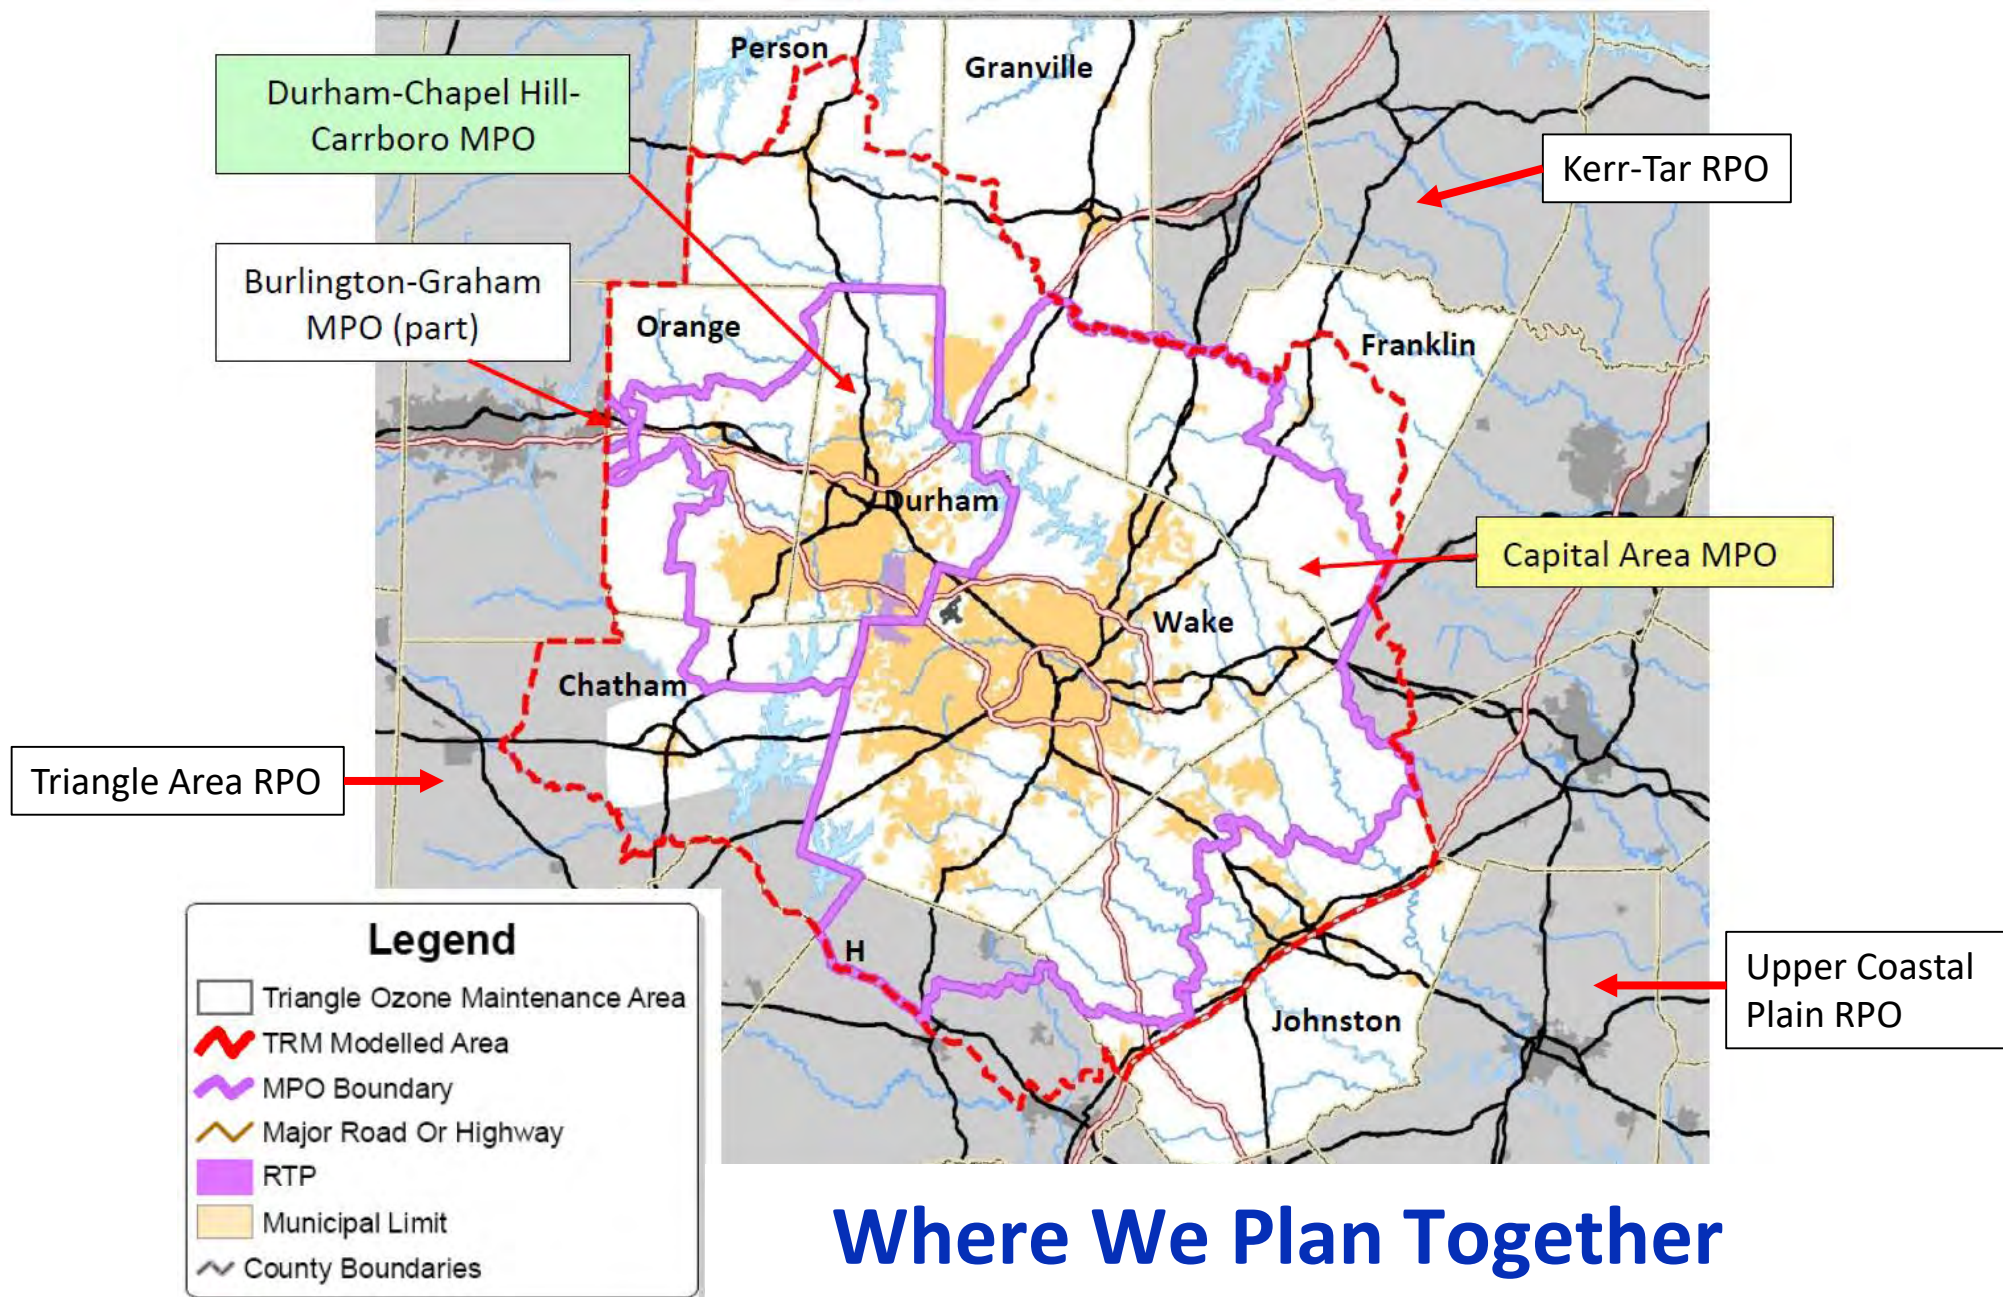 Person
Granville
Durham-Chapel Hill-
Carrboro MPO
Kerr-Tar RPO
Burlington-Graham
MPO (part)
Orange
Franklin
Durham
Capital Area MPO
Wake
Chatham
Triangle Area RPO
H
Johnston
Upper Coastal
Plain RPO
Legend
Triangle Ozone Maintenance Area
TRM Modelled Area
MPO Boundary
Major Road Or Highway
RTP
Municipal Limit
County Boundaries
Where We Plan Together